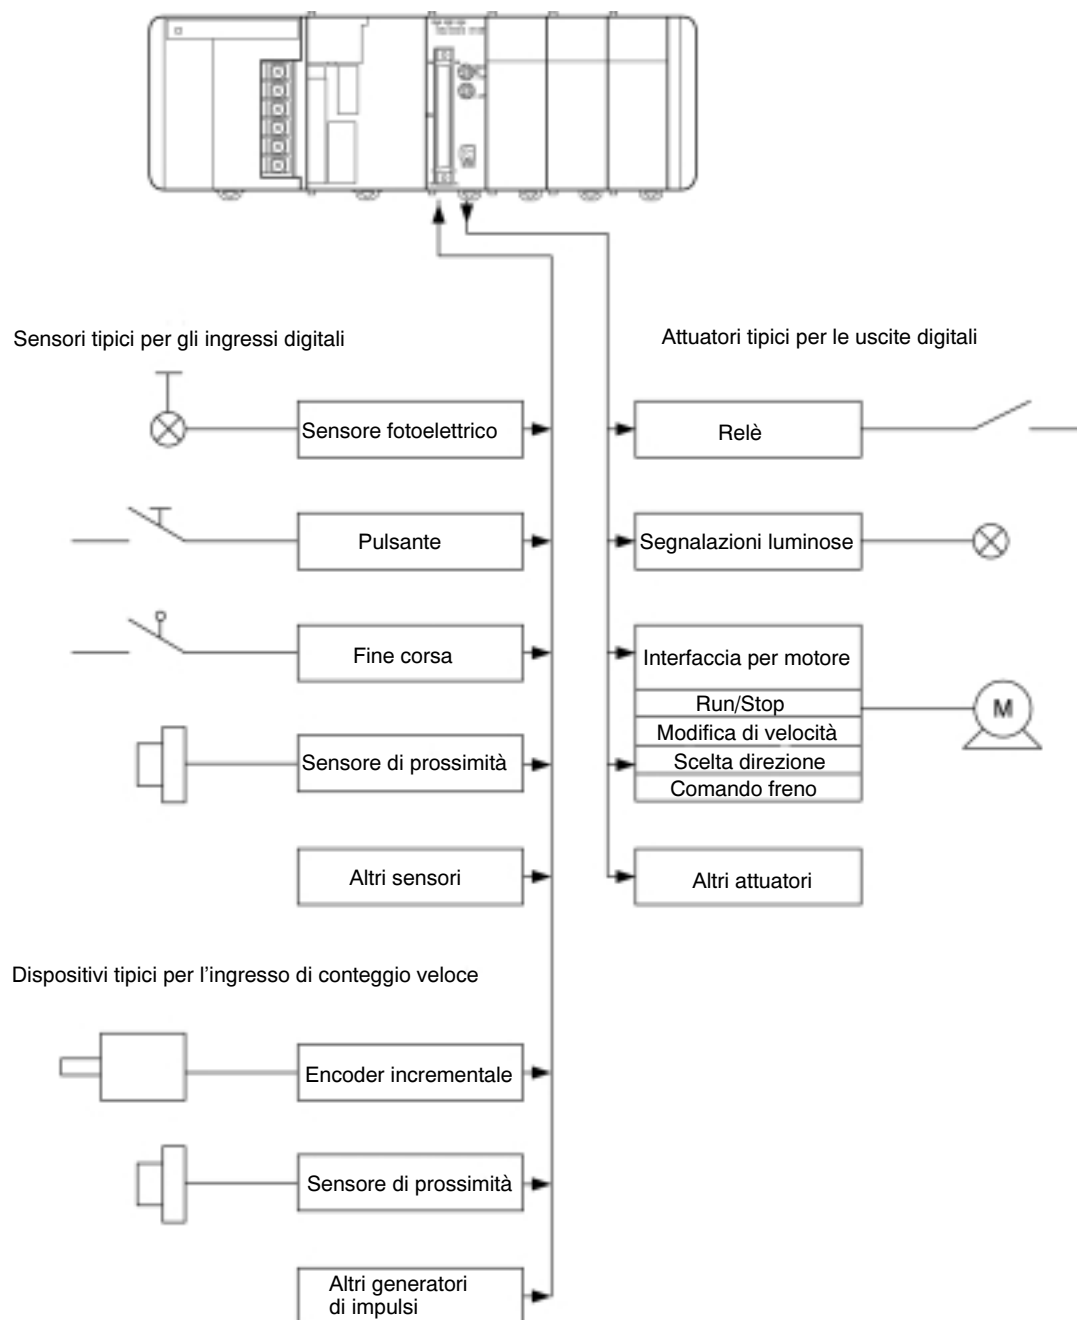 Sensori tipici per gli ingressi digitali
Attuatori tipici per le uscite digitali
Sensore fotoelettrico
Relè
Pulsante
Segnalazioni luminose
Fine corsa
Interfaccia per motore
Run/Stop
M
Modifica di velocità
Sensore di prossimità
Scelta direzione
Comando freno
Altri sensori
Altri attuatori
Dispositivi tipici per l'ingresso di conteggio veloce
Encoder incrementale
Sensore di prossimità
Altri generatori
di impulsi